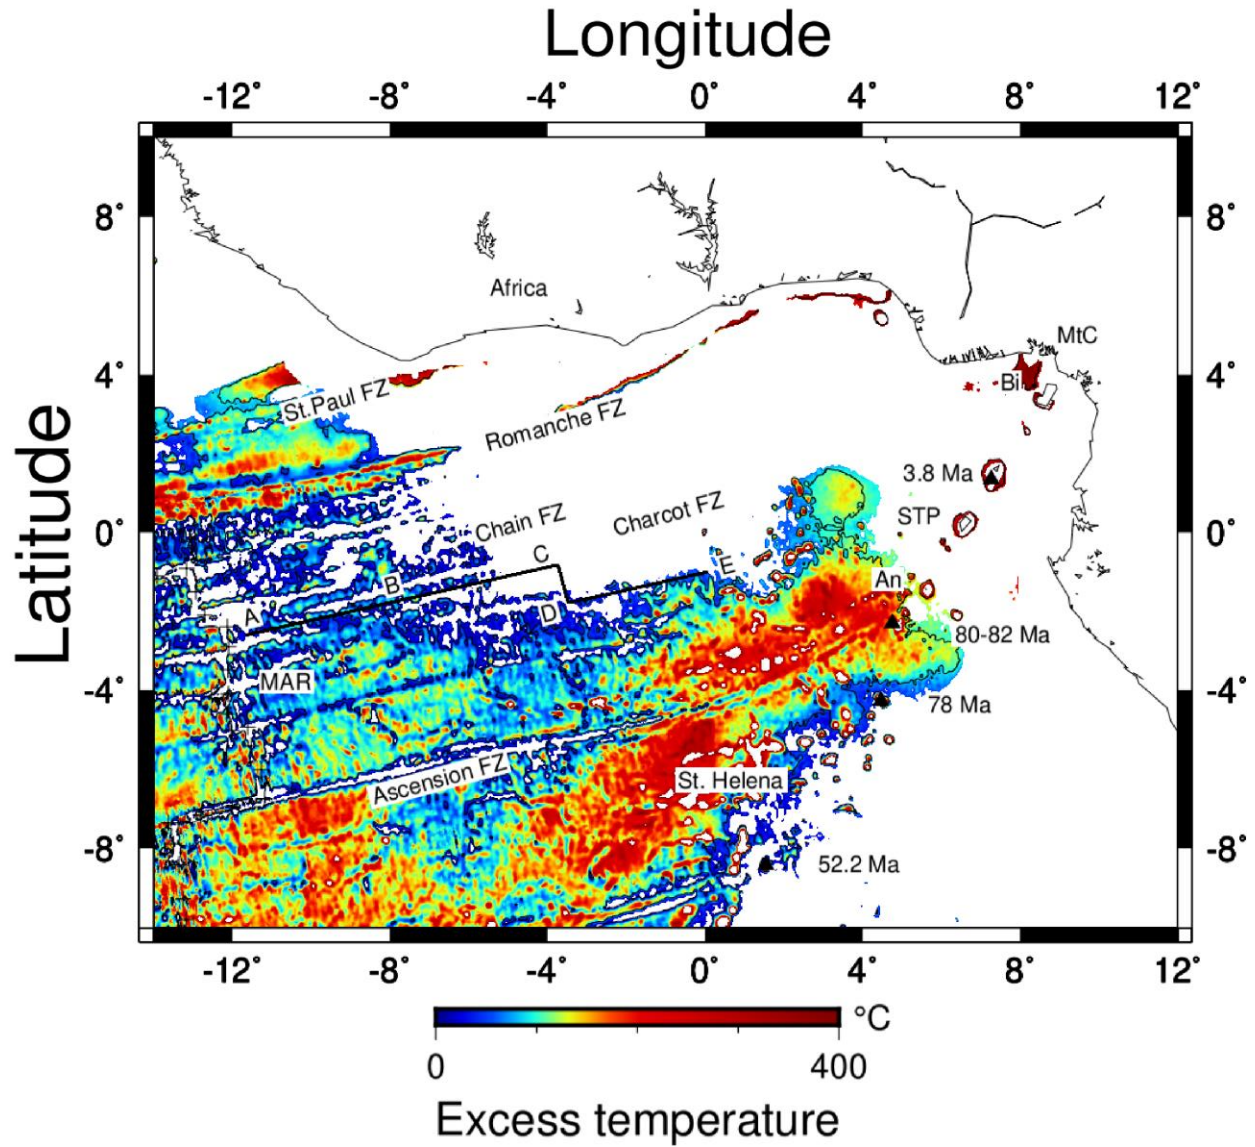 Longitude
-12° -8° -4° 0° 4° 8° 12°
Latitude
8° 8°
Africa
MtC
4° 4°
St.Paul FZ
Romanche FZ
3.8 Ma
Chain FZ
Charcot FZ
STP
0° 0°
C
E
An
B
A
D
80-82 Ma
MAR
-4° -4°
78 Ma
Ascension FZ
St. Helena
-8° -8°
52.2 Ma
-12° -8° -4° 0° 4° 8° 12°
°C
0 400
Excess temperature